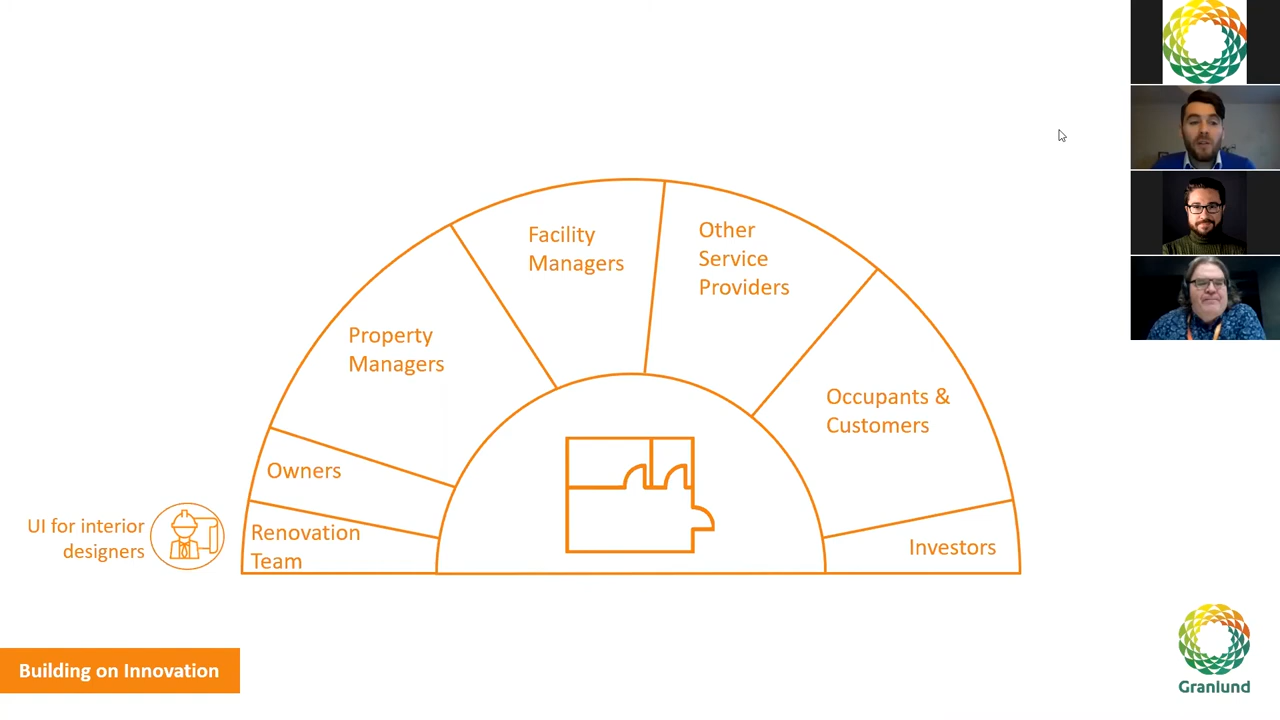 Facility
Managers
Other
Service
Providers
Property
Managers
Occupants &
Customers
Owners
UI for interior
designers
Renovation
Team
Investors
Building on Innovation
Granlund